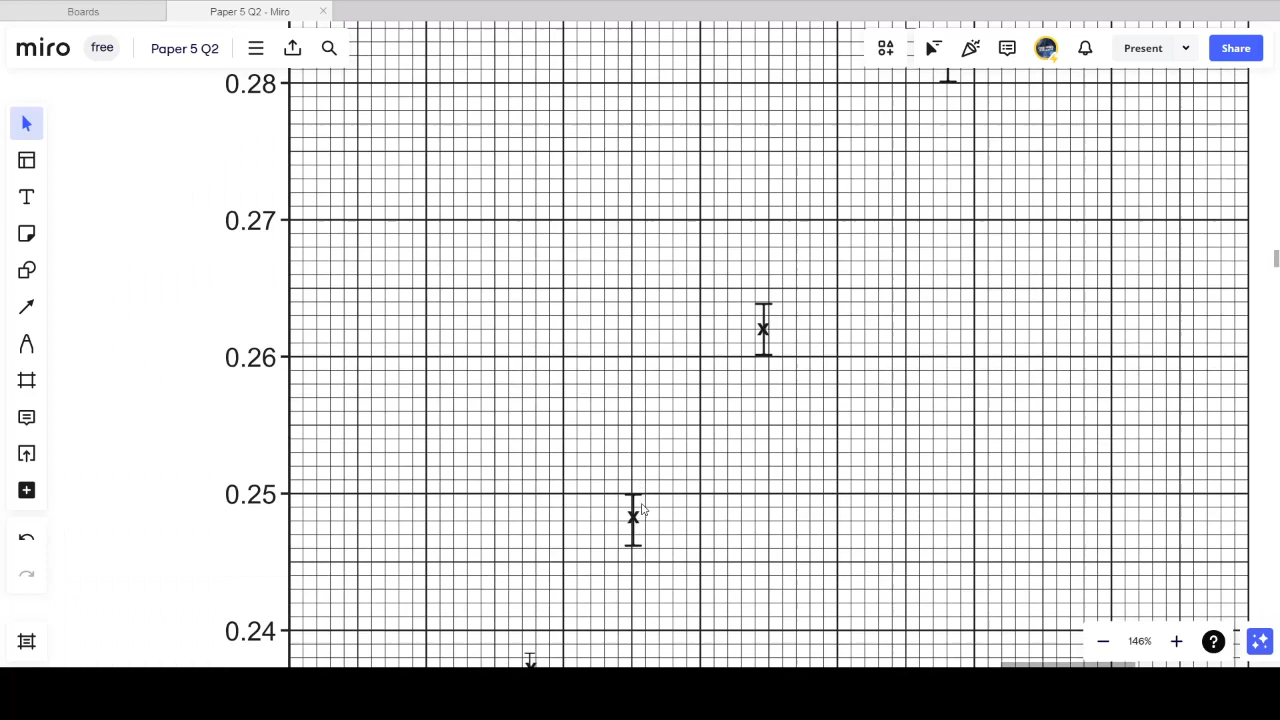 Boards
Paper 5 Q2 - Miro
miro free Paper 5 Q2
Present
Share
0.28
0.27
0.26
0.25
0.24
146%